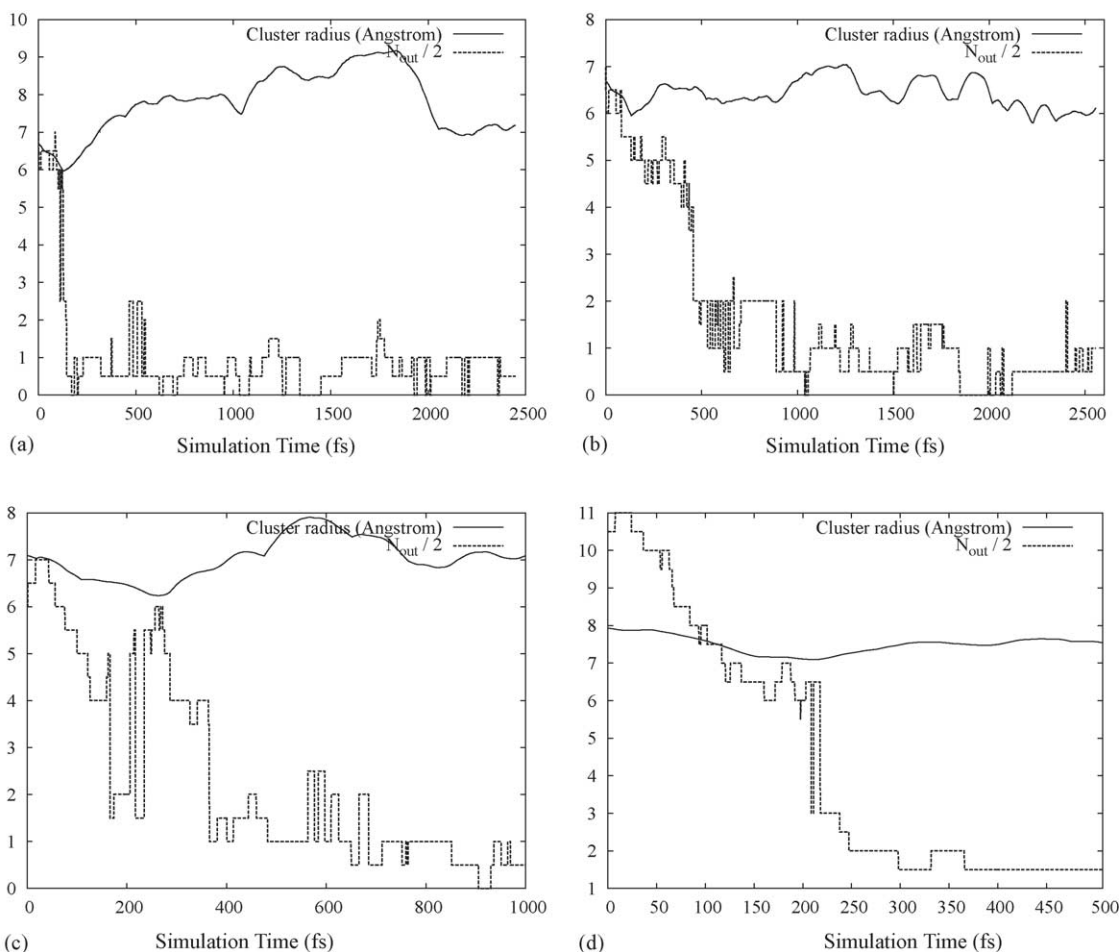 10
9
8
7
6
5
4
3
2
1
0
Cluster radius (Angstrom)
N_out / 2
0 500 1000 1500 2000 2500
(a) Simulation Time (fs)
8
7
6
5
4
3
2
1
0
Cluster radius (Angstrom)
N_out / 2
0 500 1000 1500 2000 2500
(b) Simulation Time (fs)
8
7
6
5
4
3
2
1
0
Cluster radius (Angstrom)
N_out / 2
0 200 400 600 800 1000
(c) Simulation Time (fs)
11
10
9
8
7
6
5
4
3
2
1
Cluster radius (Angstrom)
N_out / 2
0 50 100 150 200 250 300 350 400 450 500
(d) Simulation Time (fs)